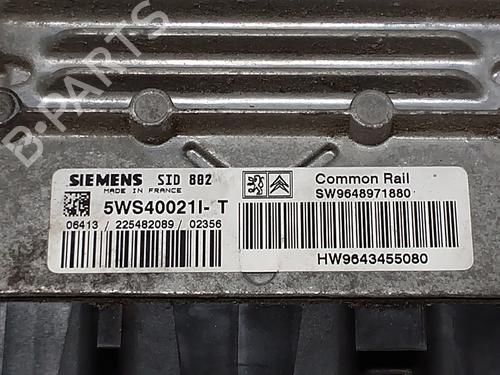 B-PARTS
SIEMENS SID 802
MADE IN FRANCE
5WS40021I-T
06413 / 225482089 / 02356
Common Rail
SW9648971880
HW9643455080